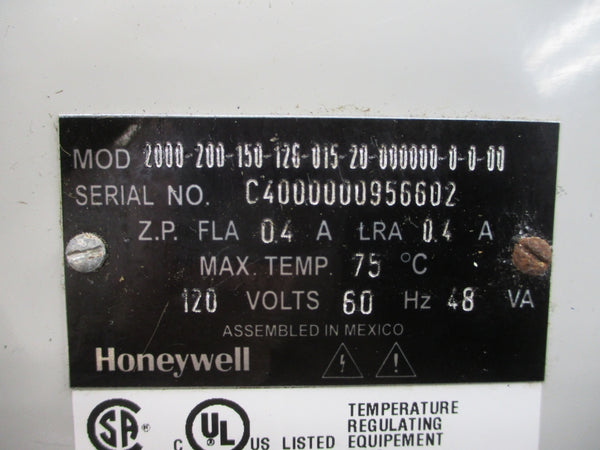 MOD 2000-200-150-126-015-20-000000-0-0-00
SERIAL NO. C4000000956602
Z.P. FLA 0.4 A LRA 0.4 A
MAX. TEMP. 75 °C
120 VOLTS 60 Hz 48 VA
ASSEMBLED IN MEXICO
Honeywell
SA
C UL US LISTED
TEMPERATURE
REGULATING
EQUIPEMENT